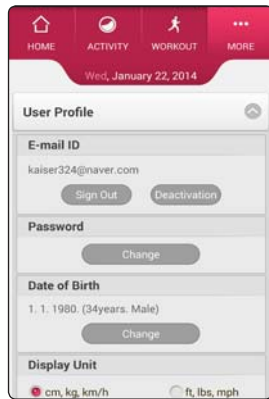 HOME ACTIVITY WORKOUT MORE
Wed, January 22, 2014
User Profile
E-mail ID
kaiser324@naver.com
Sign Out Deactivation
Password
Change
Date of Birth
1. 1. 1980. (34years. Male)
Change
Display Unit
cm, kg, km/h ft, lbs, mph